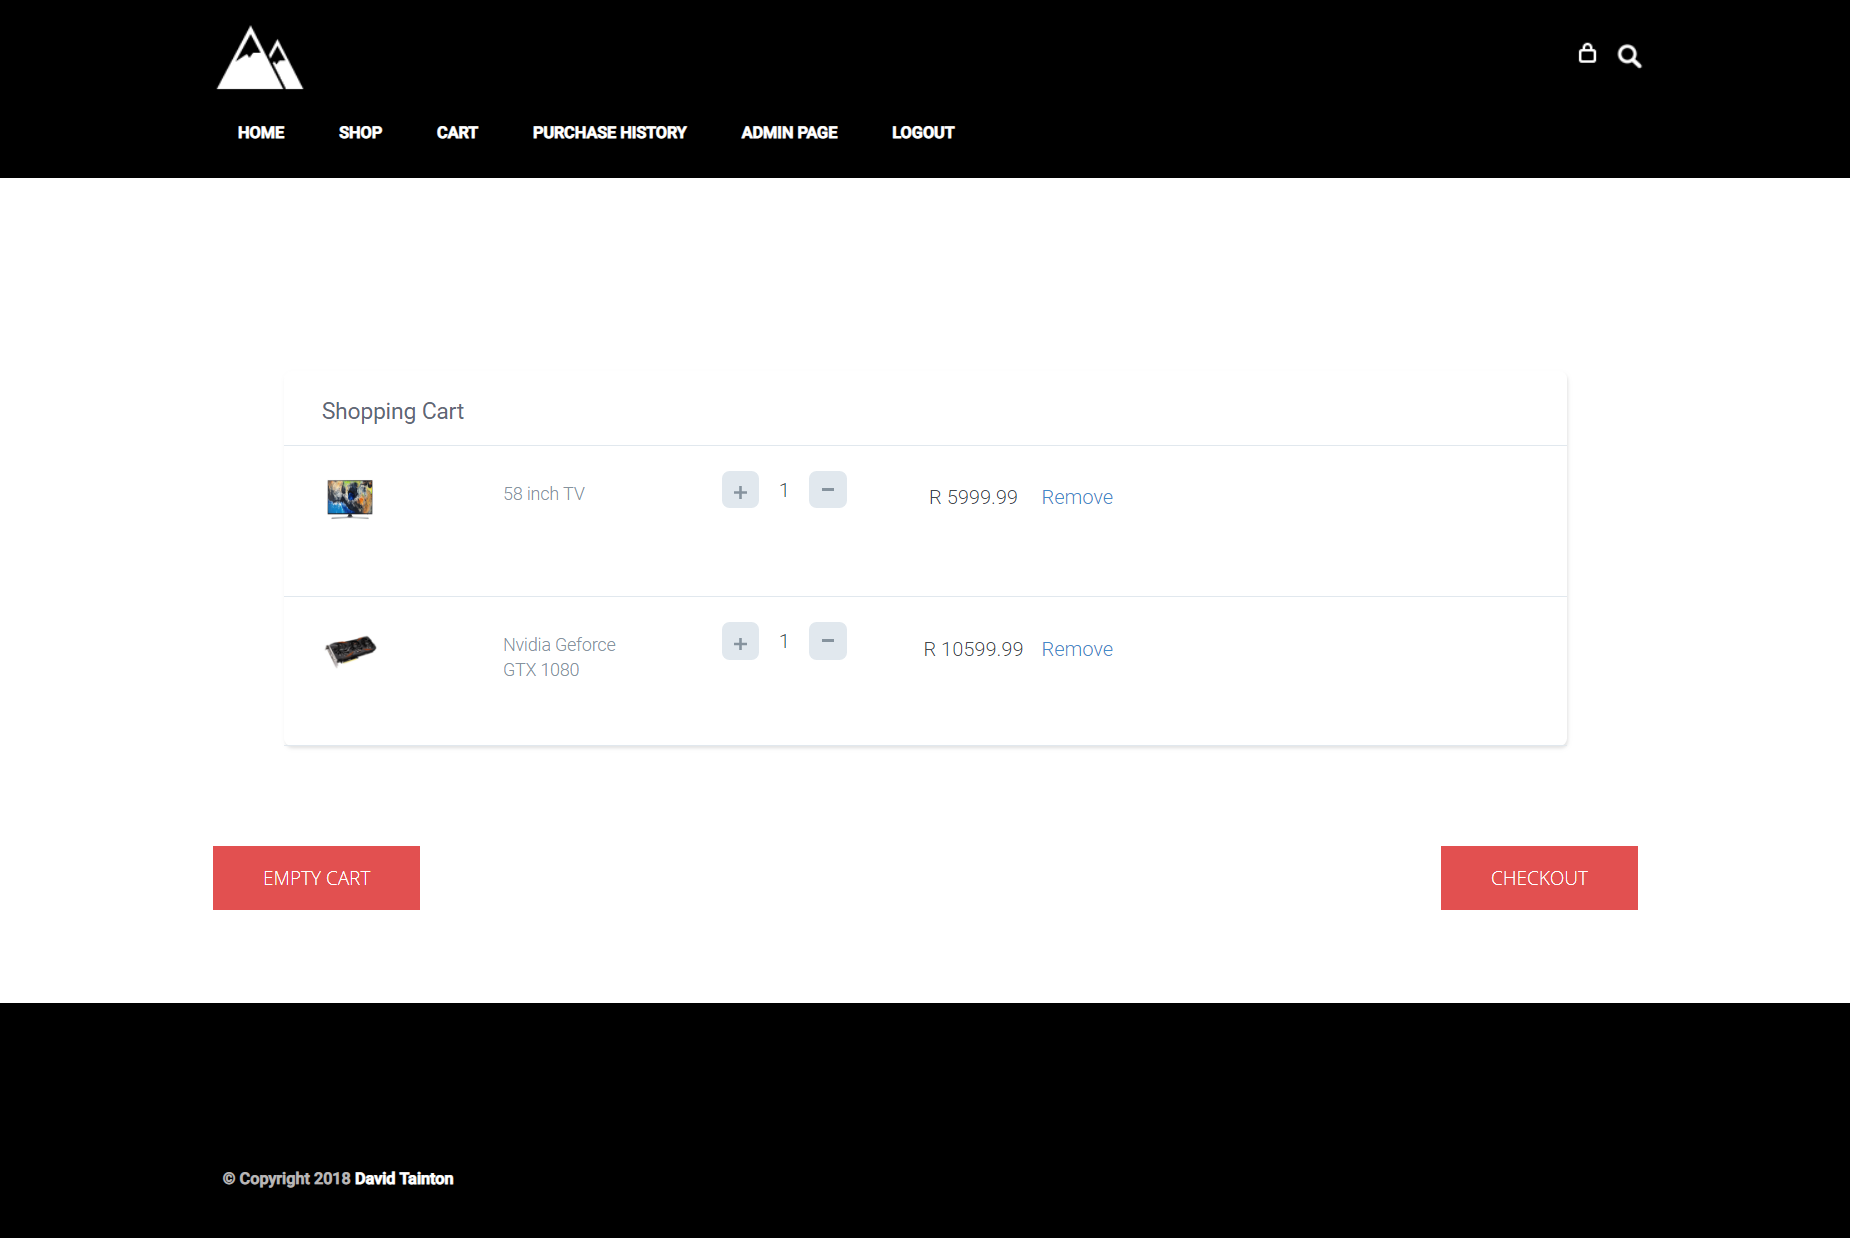 HOME SHOP CART PURCHASE HISTORY ADMIN PAGE LOGOUT
Shopping Cart
58 inch TV + 1 − R 5999.99 Remove
Nvidia Geforce + 1 − R 10599.99 Remove
GTX 1080
EMPTY CART CHECKOUT
© Copyright 2018 David Tainton